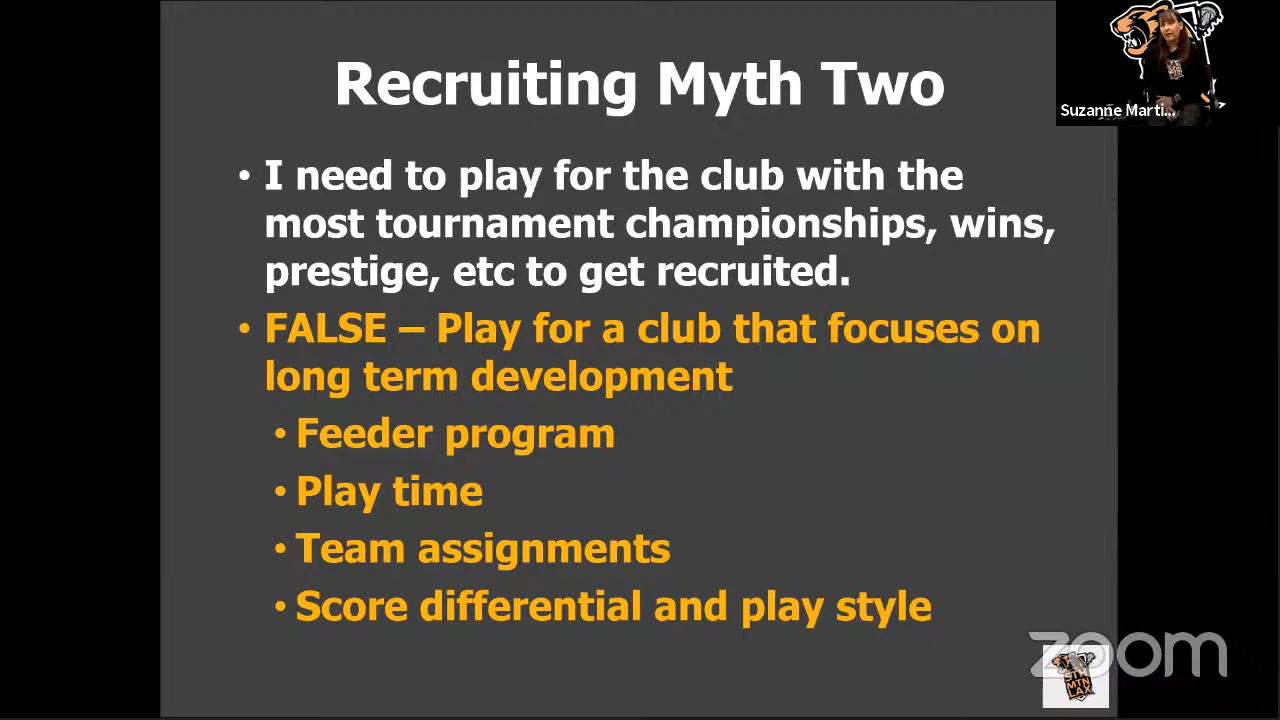 Recruiting Myth Two
Suzanne Marti...
• I need to play for the club with the
most tournament championships, wins,
prestige, etc to get recruited.
• FALSE – Play for a club that focuses on
long term development
• Feeder program
• Play time
• Team assignments
• Score differential and play style
zoom
MTN
LAX